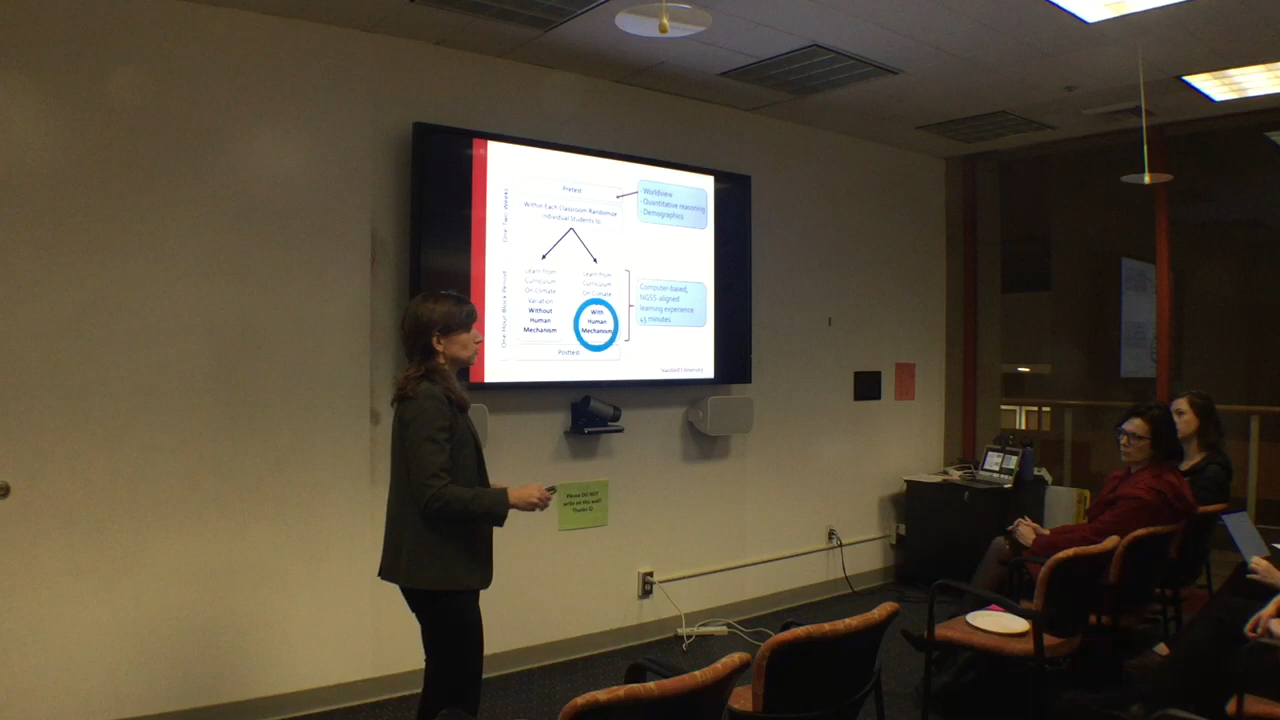 One-Two Weeks
Pretest
Within Each Classroom Randomize
Individual Students to:
- Worldview
- Quantitative reasoning
- Demographics
One Hour Block Period
Learn From
Curriculum
On Climate
Variation
Without
Human
Mechanism
Learn From
Curriculum
On Climate
With
Human
Mechanism
Computer-based,
NGSS-aligned
learning experience
45 minutes
Posttest
Stanford University
Please DO NOT
write on this wall!
Thanks